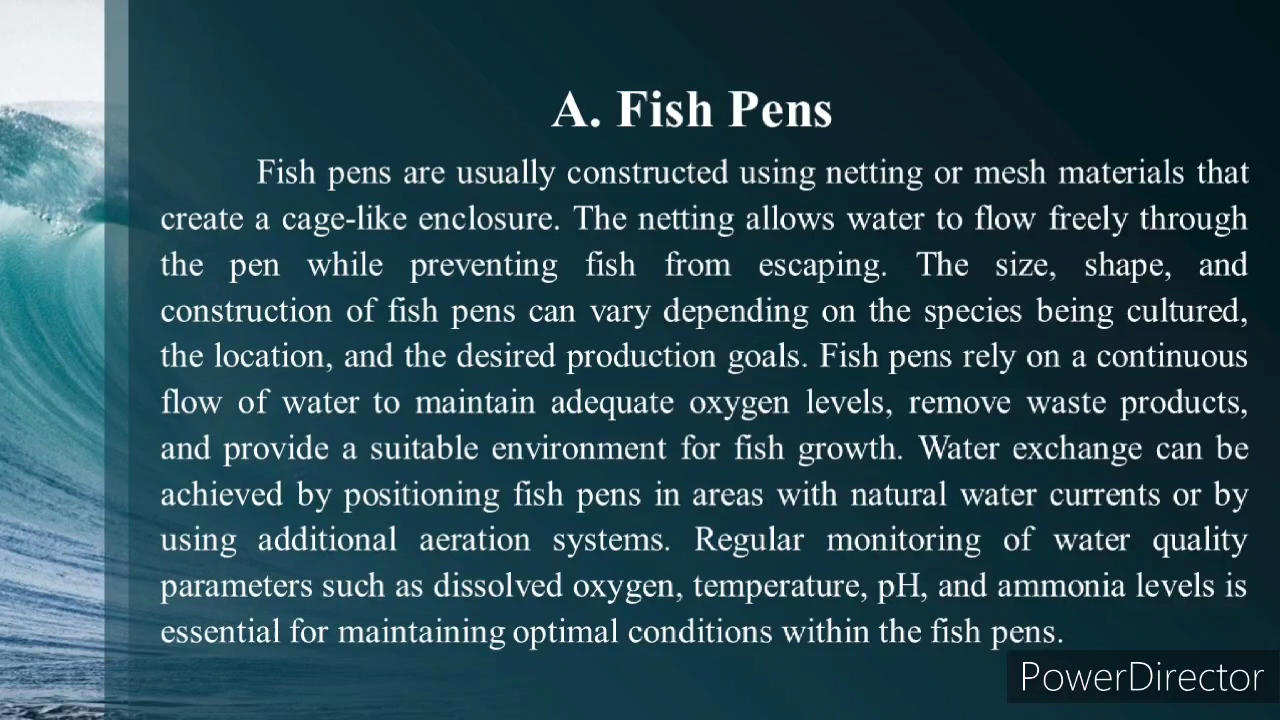 A. Fish Pens
Fish pens are usually constructed using netting or mesh materials that
create a cage-like enclosure. The netting allows water to flow freely through
the pen while preventing fish from escaping. The size, shape, and
construction of fish pens can vary depending on the species being cultured,
the location, and the desired production goals. Fish pens rely on a continuous
flow of water to maintain adequate oxygen levels, remove waste products,
and provide a suitable environment for fish growth. Water exchange can be
achieved by positioning fish pens in areas with natural water currents or by
using additional aeration systems. Regular monitoring of water quality
parameters such as dissolved oxygen, temperature, pH, and ammonia levels is
essential for maintaining optimal conditions within the fish pens.
PowerDirector